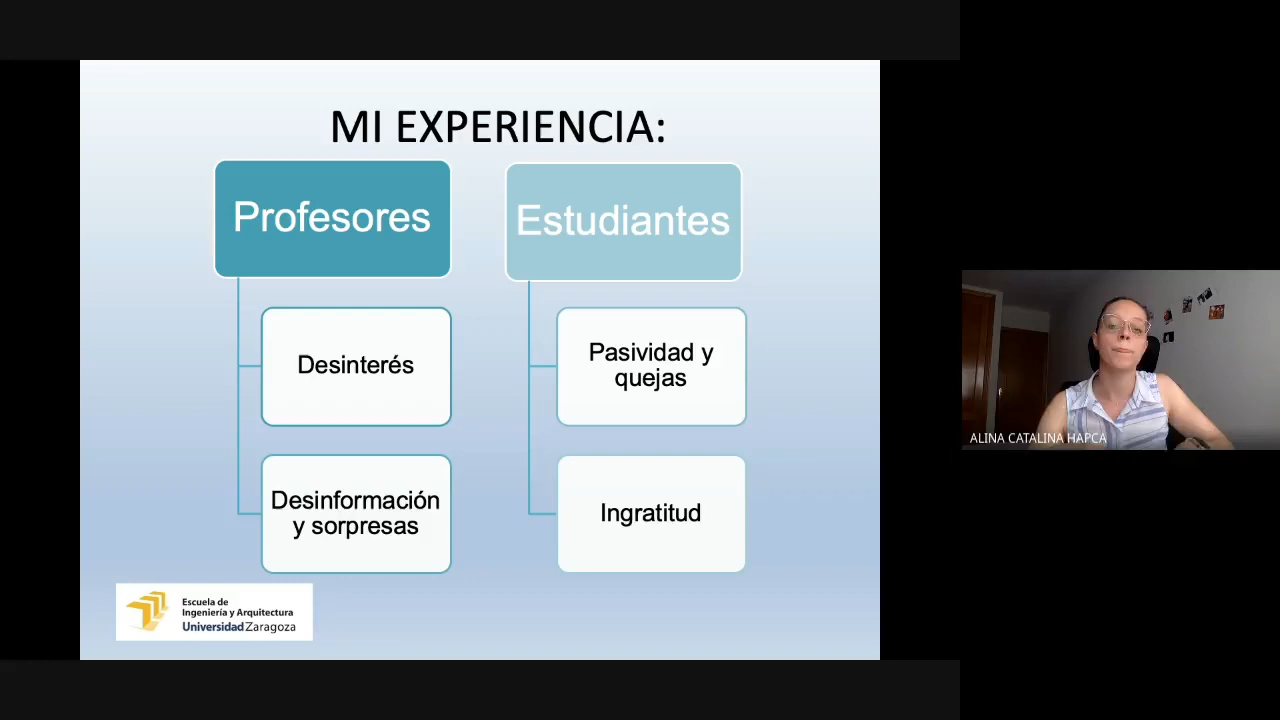 MI EXPERIENCIA:
Profesores
Desinterés
Desinformación
y sorpresas
Estudiantes
Pasividad y
quejas
Ingratitud
Escuela de
Ingeniería y Arquitectura
Universidad Zaragoza
ALINA CATALINA HAPCA